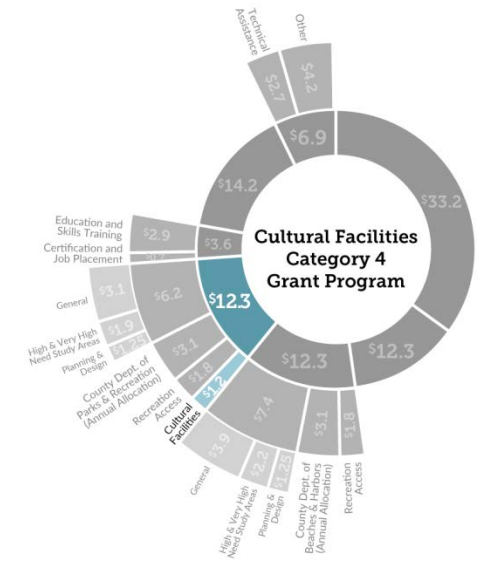 Technical
Assistance
Other
$2.7
$4.2
$6.9
$14.2
$33.2
Education and
Skills Training
$2.9
$3.6
Certification and
Job Placement
Cultural Facilities
Category 4
Grant Program
$12.3
$12.3
$12.3
General
$3.1
$6.2
High & Very High
Need Study Areas
$1.9
Planning &
Design
$1.25
County Dept. of
Parks & Recreation
(Annual Allocation)
$3.1
Recreation
Access
$1.8
Cultural
Facilities
$1.2
$7.4
General
$3.9
High & Very High
Need Study Areas
$2.2
Planning &
Design
$1.25
County Dept. of
Beaches & Harbors
(Annual Allocation)
$3.1
Recreation
Access
$1.8